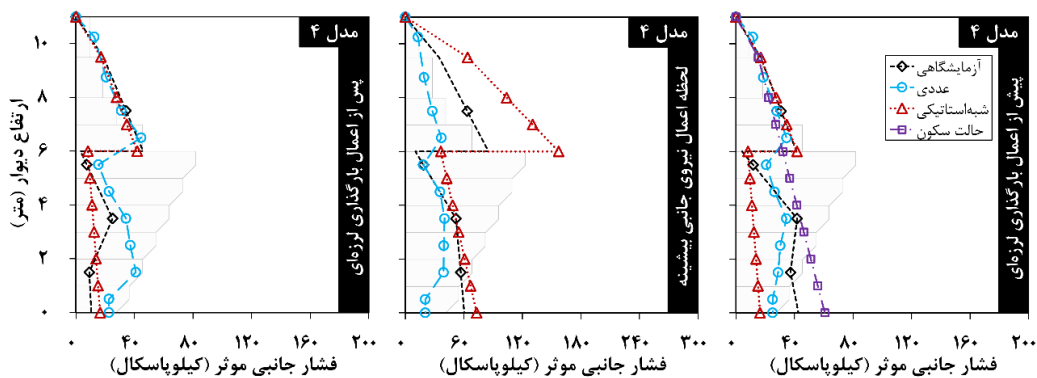 مدل ۴
پیش از اعمال بارگذاری لرزه‌ای
آزمایشگاهی
عددی
شبه‌استاتیکی
حالت سکون
۰ ۴۰ ۸۰ ۱۲۰ ۱۶۰ ۲۰۰
فشار جانبی موثر (کیلوپاسکال)
مدل ۴
لحظه اعمال نیروی جانبی بیشینه
۰ ۶۰ ۱۲۰ ۱۸۰ ۲۴۰ ۳۰۰
فشار جانبی موثر (کیلوپاسکال)
مدل ۴
پس از اعمال بارگذاری لرزه‌ای
ارتفاع دیوار (متر)
۱۰
۸
۶
۴
۲
۰
۰ ۴۰ ۸۰ ۱۲۰ ۱۶۰ ۲۰۰
فشار جانبی موثر (کیلوپاسکال)